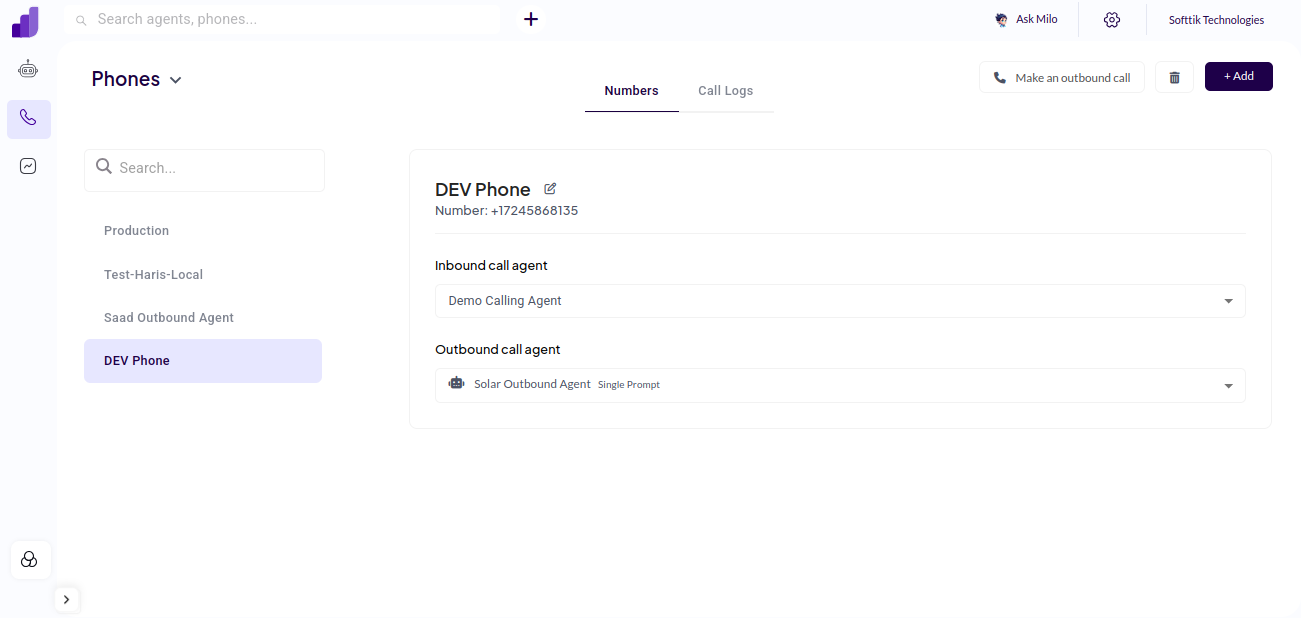 Search agents, phones...
Ask Milo
Softtik Technologies
Phones
Numbers
Call Logs
Make an outbound call
+ Add
Search...
Production
Test-Haris-Local
Saad Outbound Agent
DEV Phone
DEV Phone
Number: +17245868135
Inbound call agent
Demo Calling Agent
Outbound call agent
Solar Outbound Agent Single Prompt